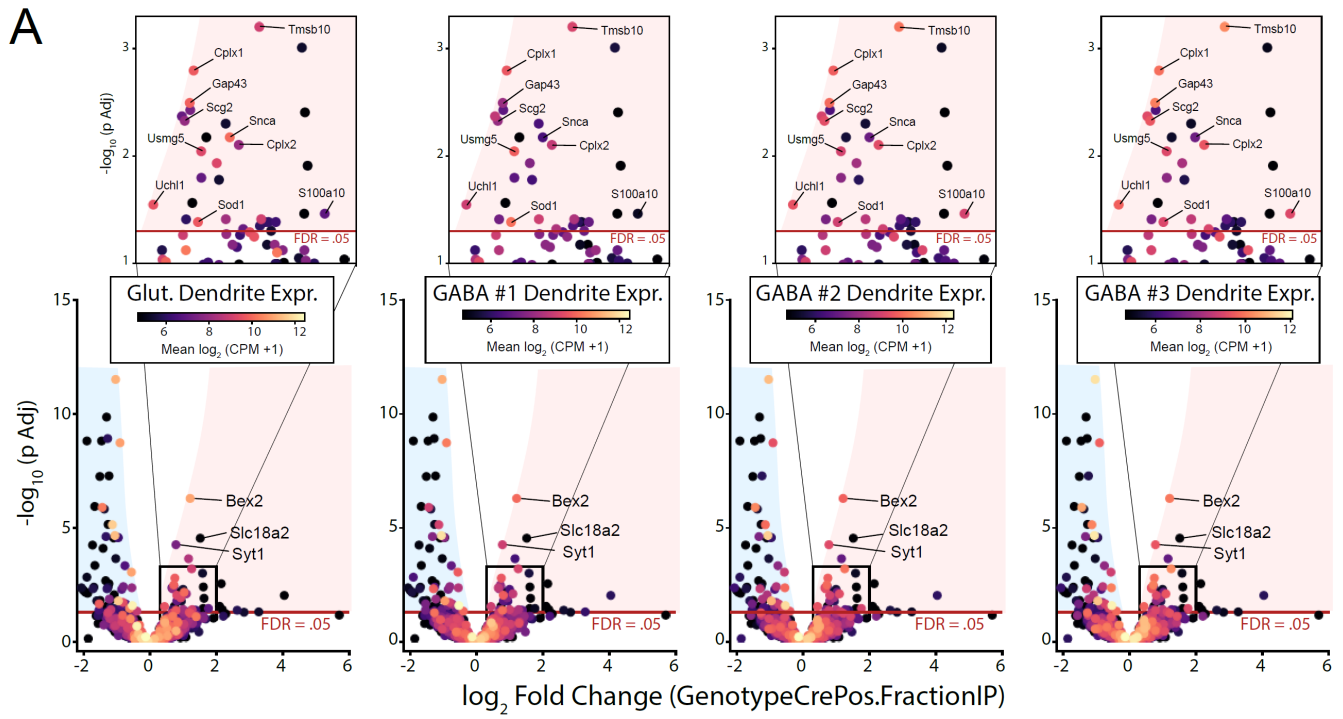 A
-log10 (p Adj)
3
2
1
Tmsb10
Cplx1
Gap43
Scg2
Snca
Usmg5
Cplx2
Uchl1
S100a10
Sod1
FDR = .05
Tmsb10
3
Cplx1
Gap43
Scg2
Snca
Usmg5
Cplx2
2
Uchl1
S100a10
Sod1
FDR = .05
1
Tmsb10
3
Cplx1
Gap43
Scg2
Snca
Usmg5
Cplx2
2
Uchl1
S100a10
Sod1
FDR = .05
1
Tmsb10
3
Cplx1
Gap43
Scg2
Snca
Usmg5
Cplx2
2
Uchl1
S100a10
Sod1
FDR = .05
1
Glut. Dendrite Expr.
6 8 10 12
Mean log2 (CPM +1)
GABA #1 Dendrite Expr.
6 8 10 12
Mean log2 (CPM +1)
GABA #2 Dendrite Expr.
6 8 10 12
Mean log2 (CPM +1)
GABA #3 Dendrite Expr.
6 8 10 12
Mean log2 (CPM +1)
-log10 (p Adj)
15
10
5
0
Bex2
Slc18a2
Syt1
FDR = .05
-2 0 2 4 6
15
10
5
0
Bex2
Slc18a2
Syt1
FDR = .05
-2 0 2 4 6
15
10
5
0
Bex2
Slc18a2
Syt1
FDR = .05
-2 0 2 4 6
15
10
5
0
Bex2
Slc18a2
Syt1
FDR = .05
-2 0 2 4 6
log2 Fold Change (GenotypeCrePos.FractionIP)